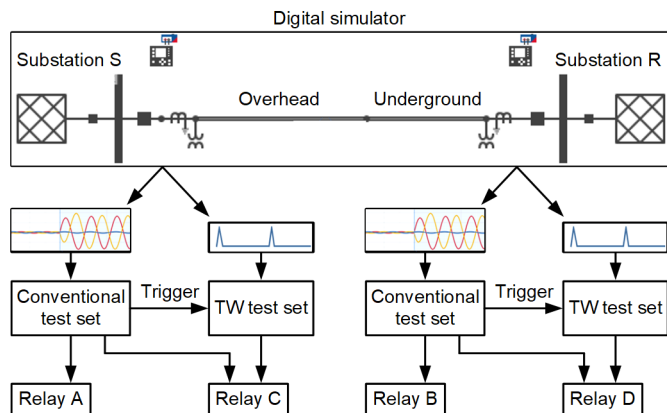 Digital simulator
Substation S
Substation R
Overhead
Underground
Conventional
test set
Trigger
TW test set
Conventional
test set
Trigger
TW test set
Relay A
Relay C
Relay B
Relay D